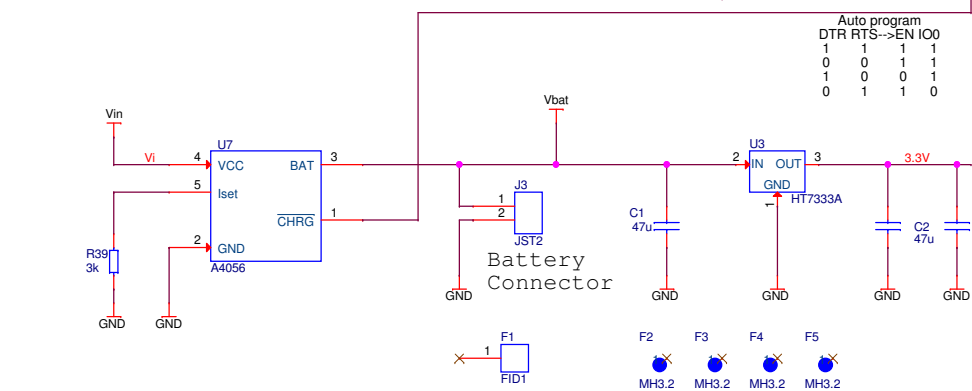 Auto program
DTR RTS-->EN IO0
1 1 1 1
0 0 1 1
1 0 0 1
0 1 1 0
Vin
Vbat
U7
U3
Vi
4
VCC
BAT
3
2
IN
OUT
3
3.3V
5
Iset
J3
GND
HT7333A
1
1
2
CHRG
1
C1
47u
C2
47u
2
GND
JST2
R39
3k
A4056
Battery
Connector
GND
GND
GND
GND
GND
GND
GND
F1
F2
F3
F4
F5
1
FID1
MH3.2
MH3.2
MH3.2
MH3.2